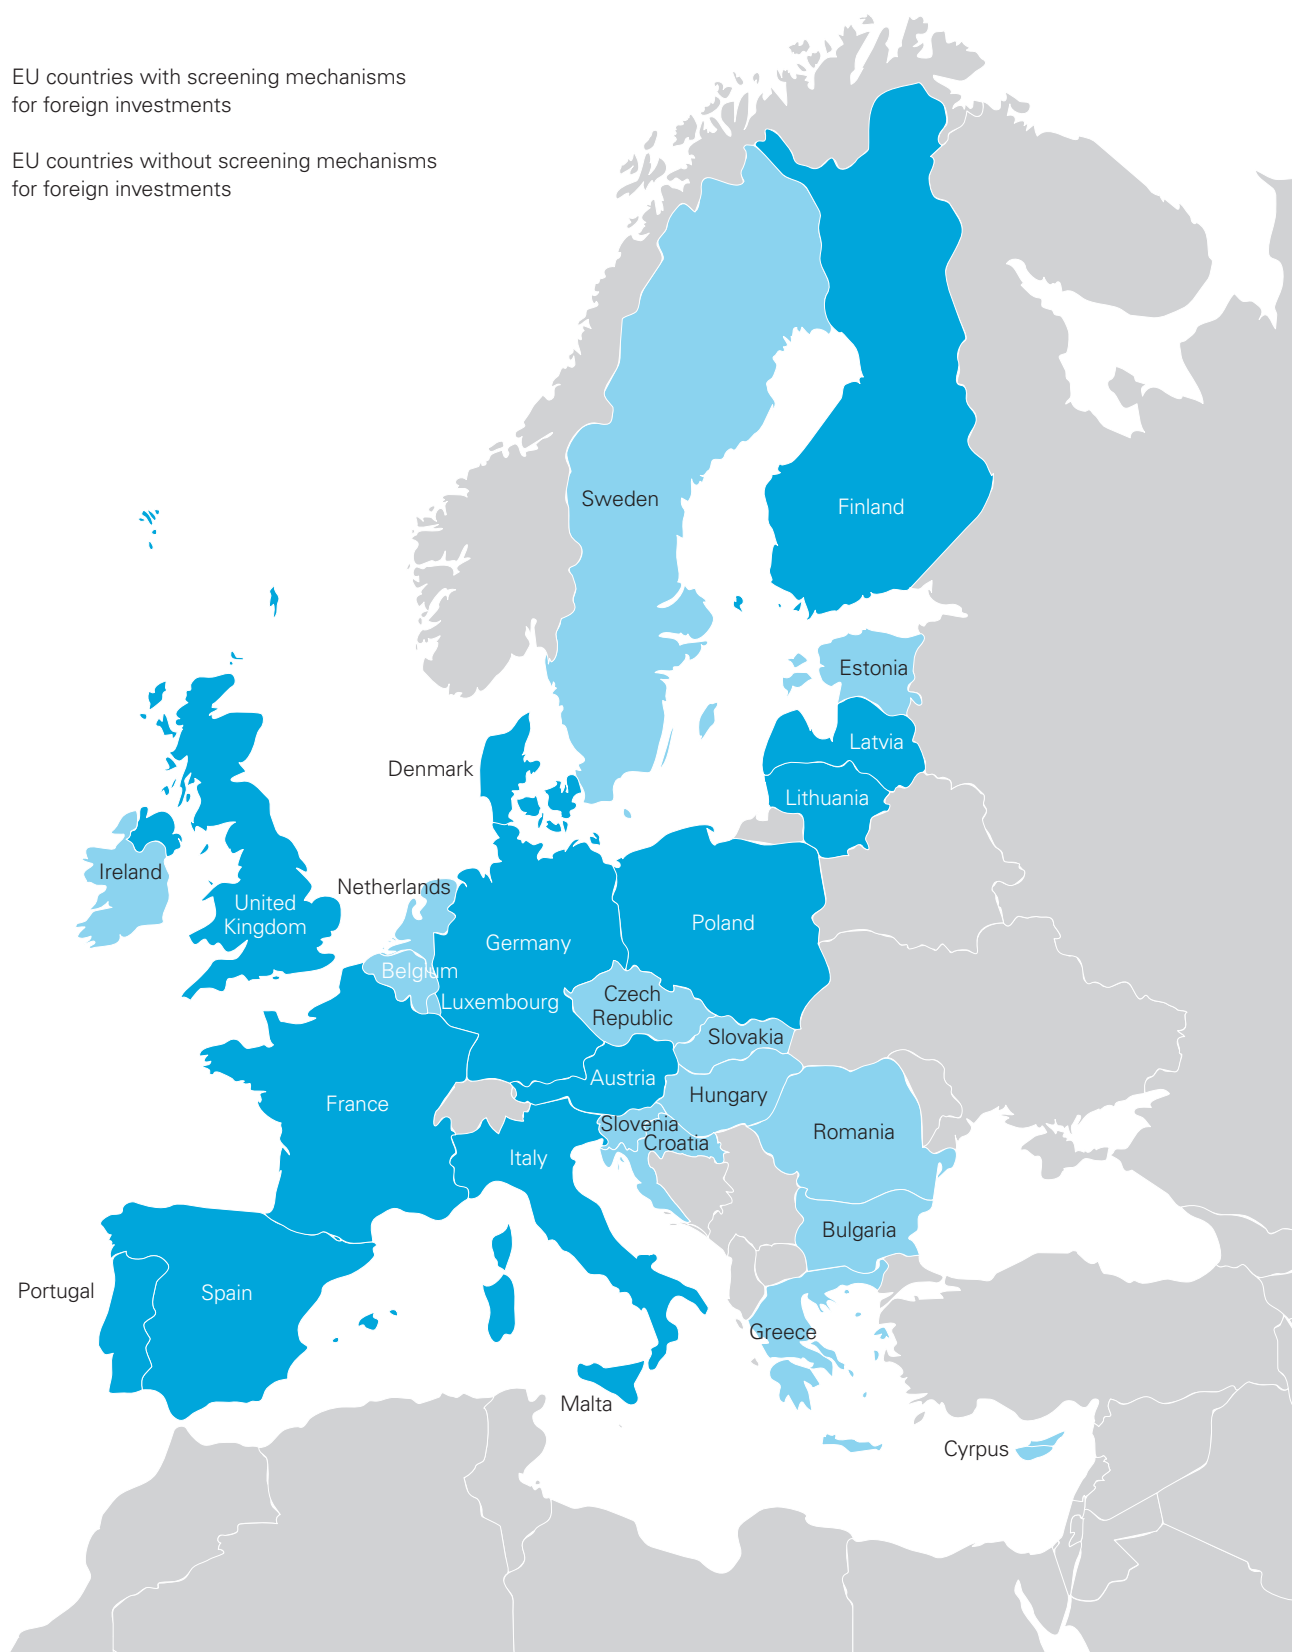 EU countries with screening mechanisms
for foreign investments
EU countries without screening mechanisms
for foreign investments
Sweden
Finland
Estonia
Latvia
Denmark
Lithuania
Ireland
Netherlands
United
Kingdom
Poland
Germany
Belgium
Czech
Republic
Luxembourg
Slovakia
Austria
Hungary
France
Slovenia
Romania
Croatia
Italy
Bulgaria
Portugal
Spain
Greece
Malta
Cyrpus